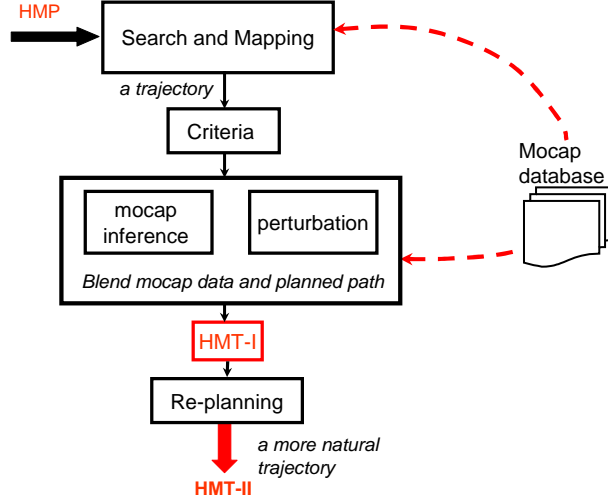 HMP
Search and Mapping
a trajectory
Criteria
Mocap
database
mocap
inference
perturbation
Blend mocap data and planned path
HMT-I
Re-planning
a more natural
trajectory
HMT-II